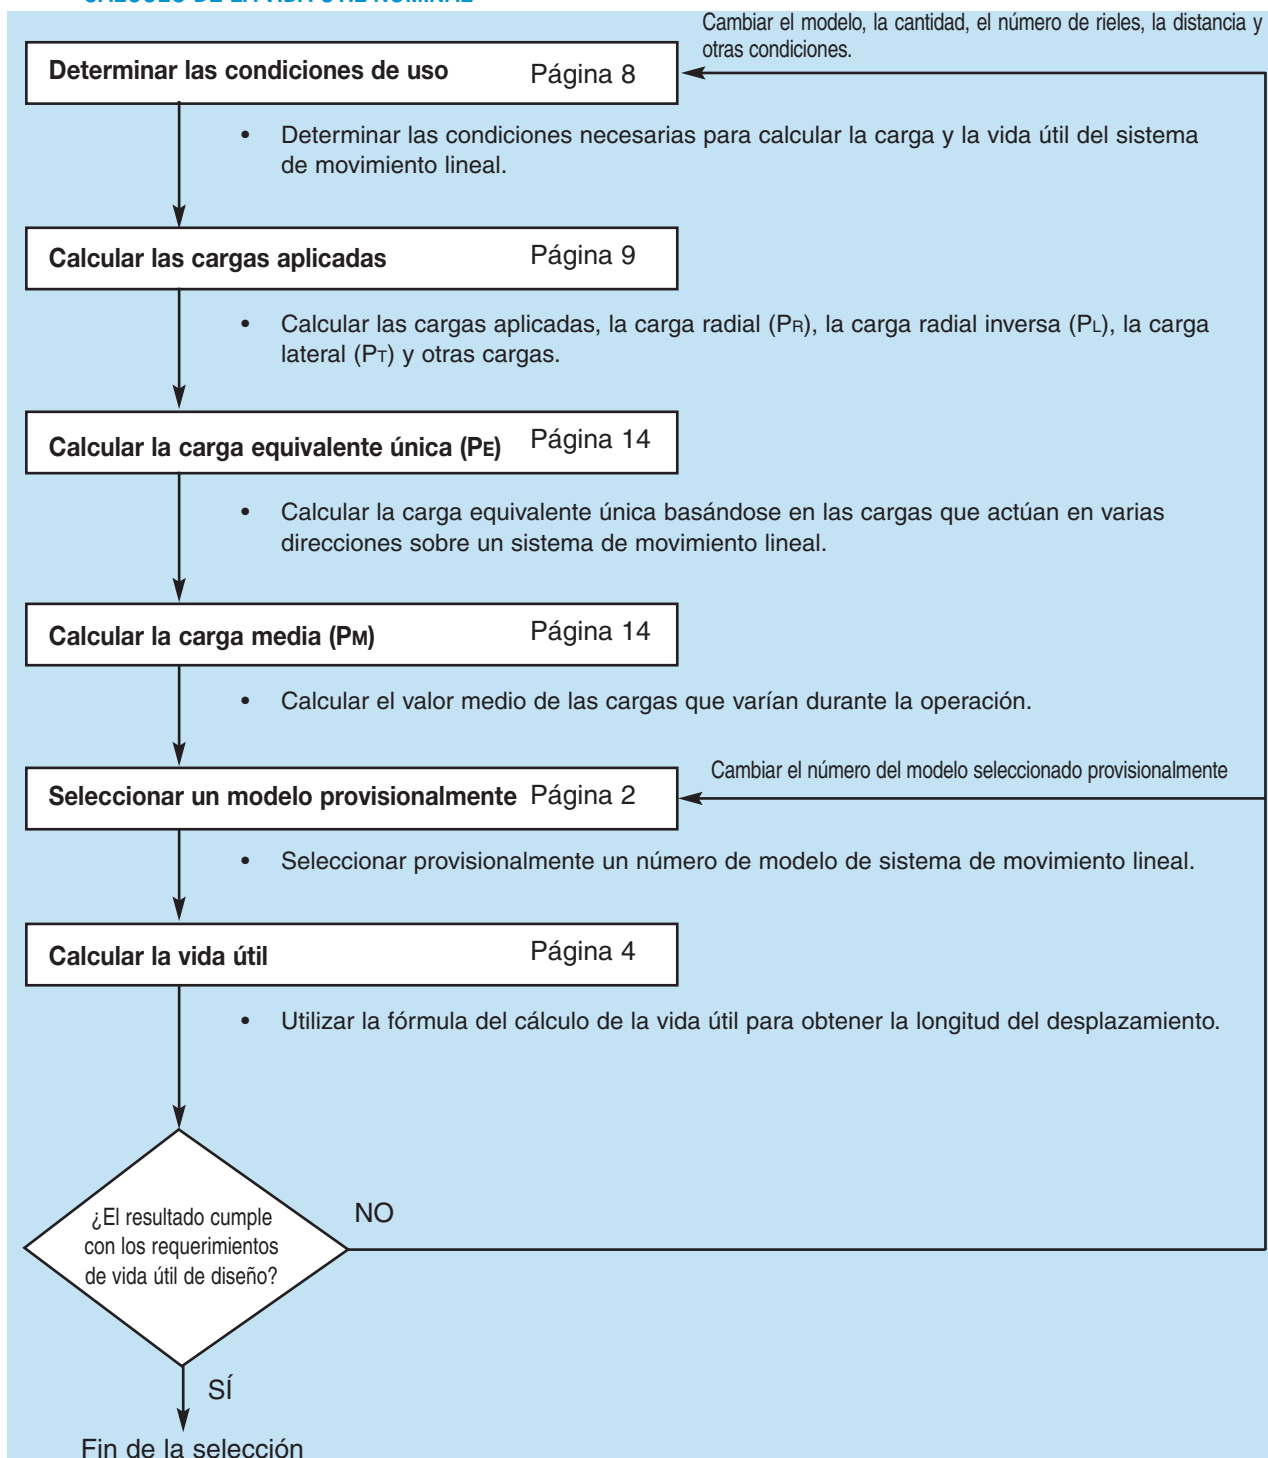 CÁLCULO DE LA VIDA ÚTIL NOMINAL
Cambiar el modelo, la cantidad, el número de rieles, la distancia y
otras condiciones.
Determinar las condiciones de uso Página 8
• Determinar las condiciones necesarias para calcular la carga y la vida útil del sistema
de movimiento lineal.
Calcular las cargas aplicadas Página 9
• Calcular las cargas aplicadas, la carga radial (PR), la carga radial inversa (PL), la carga
lateral (PT) y otras cargas.
Calcular la carga equivalente única (PE) Página 14
• Calcular la carga equivalente única basándose en las cargas que actúan en varias
direcciones sobre un sistema de movimiento lineal.
Calcular la carga media (PM) Página 14
• Calcular el valor medio de las cargas que varían durante la operación.
Cambiar el número del modelo seleccionado provisionalmente
Seleccionar un modelo provisionalmente Página 2
• Seleccionar provisionalmente un número de modelo de sistema de movimiento lineal.
Calcular la vida útil Página 4
• Utilizar la fórmula del cálculo de la vida útil para obtener la longitud del desplazamiento.
¿El resultado cumple
con los requerimientos
de vida útil de diseño?
NO
SÍ
Fin de la selección